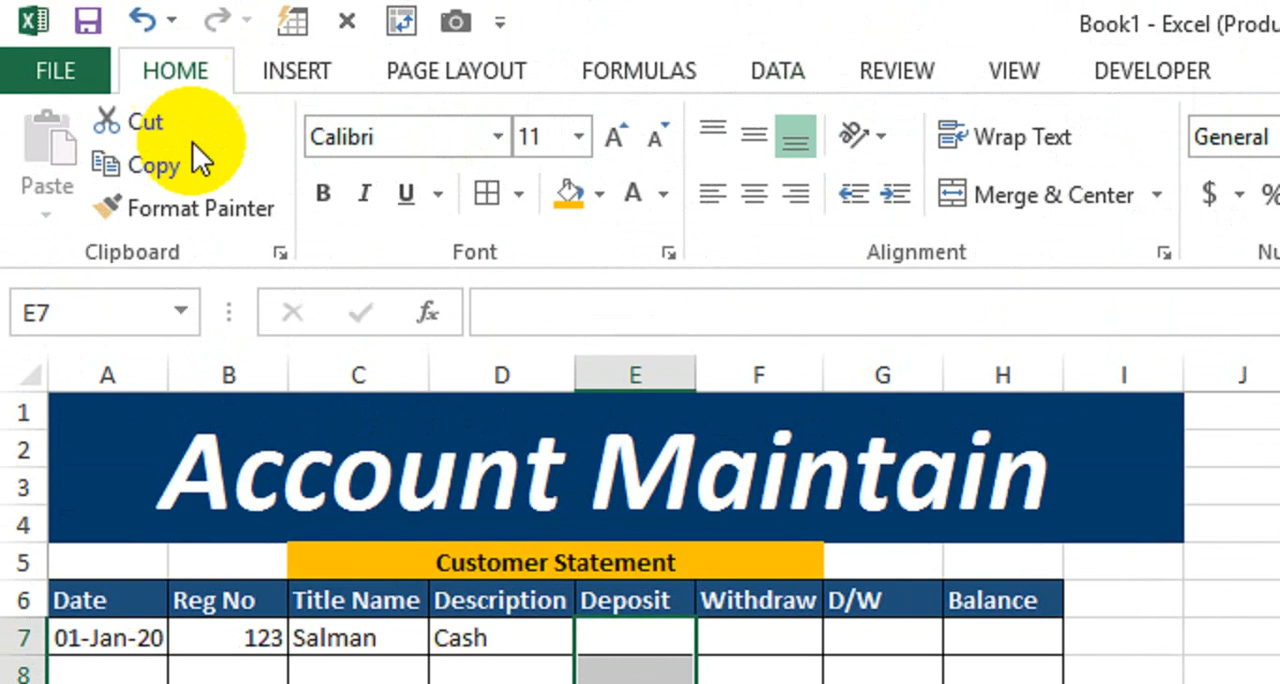 Book1 - Excel (Produ
FILE HOME INSERT PAGE LAYOUT FORMULAS DATA REVIEW VIEW DEVELOPER
Cut
Calibri 11 Wrap Text General
Copy
Paste
B I U A Merge & Center $ %
Format Painter
Clipboard Font Alignment Nu
E7 fx
A B C D E F G H I J
1
2
3
4
Account Maintain
5 Customer Statement
6 Date Reg No Title Name Description Deposit Withdraw D/W Balance
7 01-Jan-20 123 Salman Cash
8